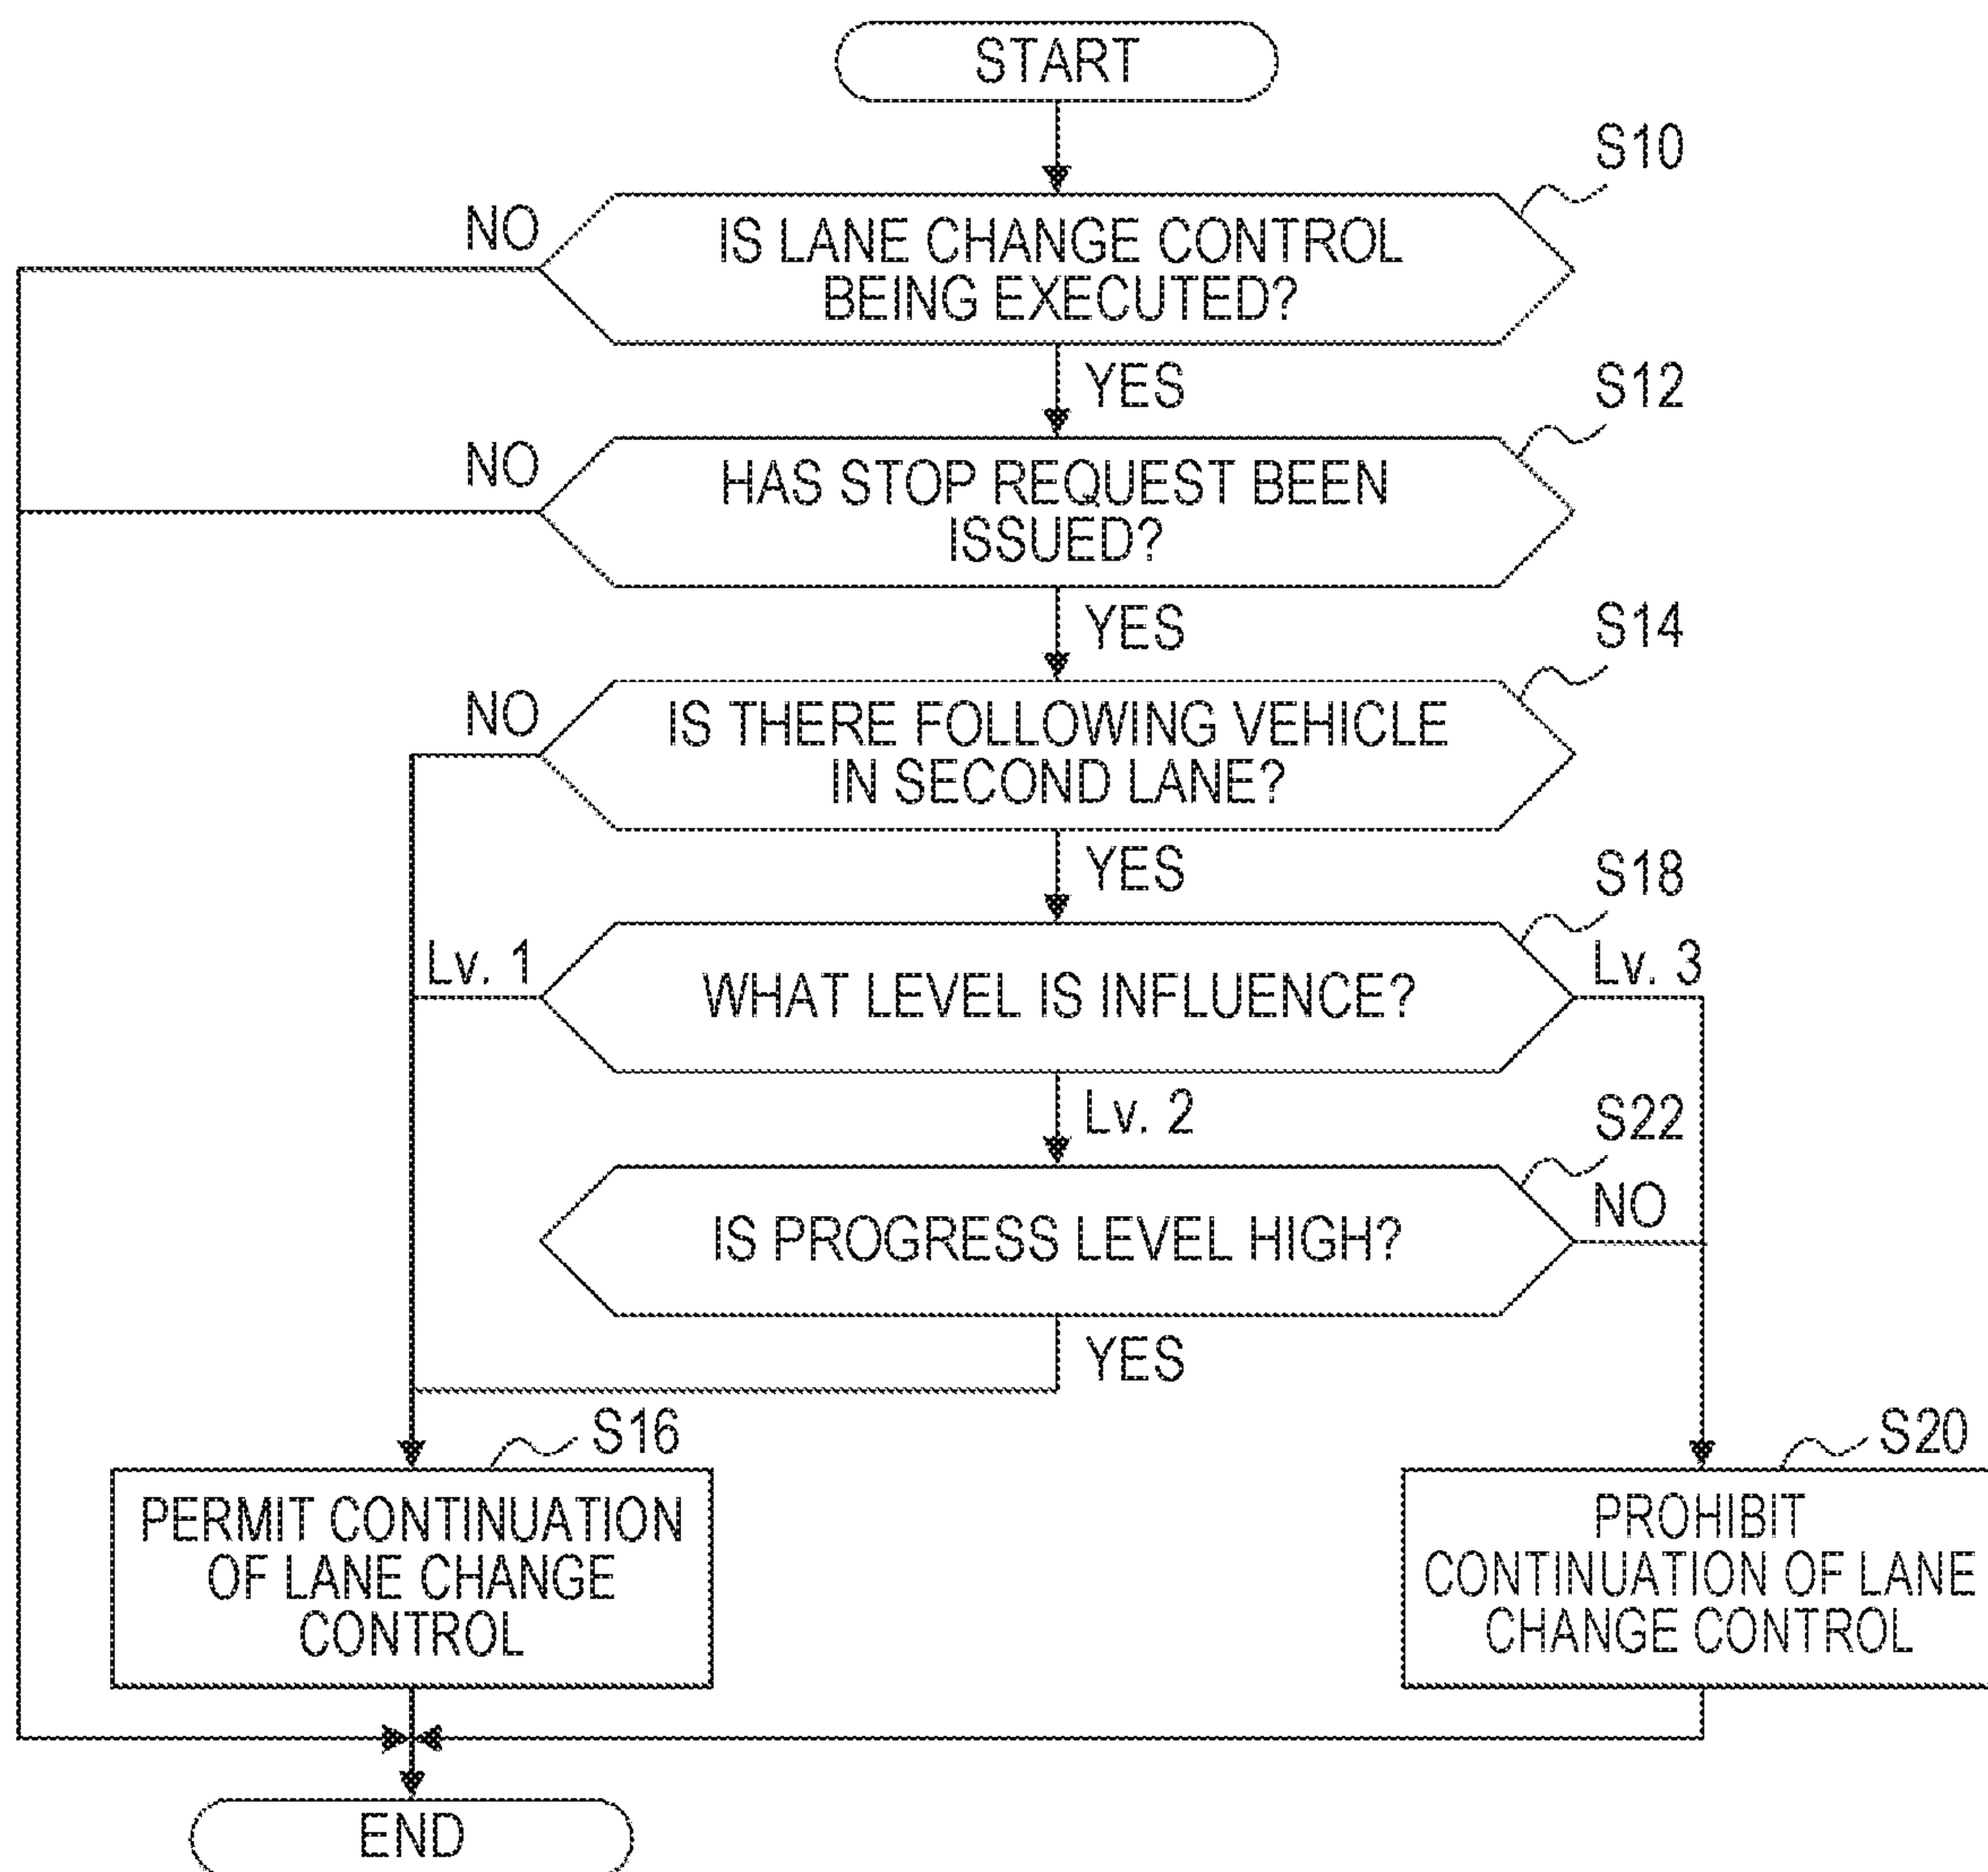 START
S10
NO
IS LANE CHANGE CONTROL
BEING EXECUTED?
YES
S12
NO
HAS STOP REQUEST BEEN
ISSUED?
YES
S14
NO
IS THERE FOLLOWING VEHICLE
IN SECOND LANE?
YES
S18
Lv. 1
WHAT LEVEL IS INFLUENCE?
Lv. 3
Lv. 2
S22
IS PROGRESS LEVEL HIGH?
NO
YES
S16
PERMIT CONTINUATION
OF LANE CHANGE
CONTROL
S20
PROHIBIT
CONTINUATION OF LANE
CHANGE CONTROL
END